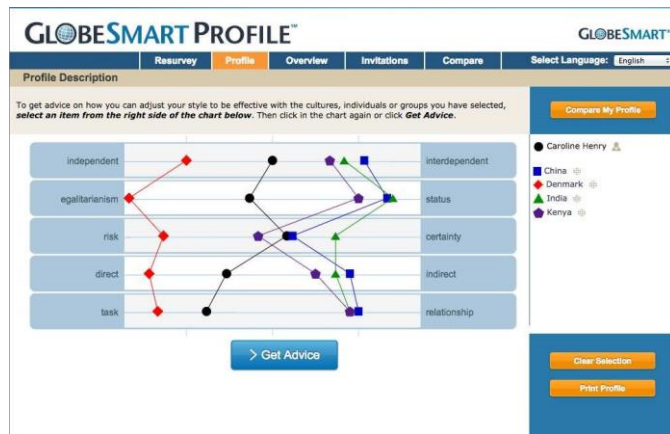 GLOBESMART PROFILE™
GLOBESMART®
Resurvey Profile Overview Invitations Compare Select Language: English
Profile Description
To get advice on how you can adjust your style to be effective with the cultures, individuals or groups you have selected,
select an item from the right side of the chart below. Then click in the chart again or click Get Advice.
Compare My Profile
independent interdependent
egalitarianism status
risk certainty
direct indirect
task relationship
Caroline Henry
China
Denmark
India
Kenya
> Get Advice
Clear Selection
Print Profile